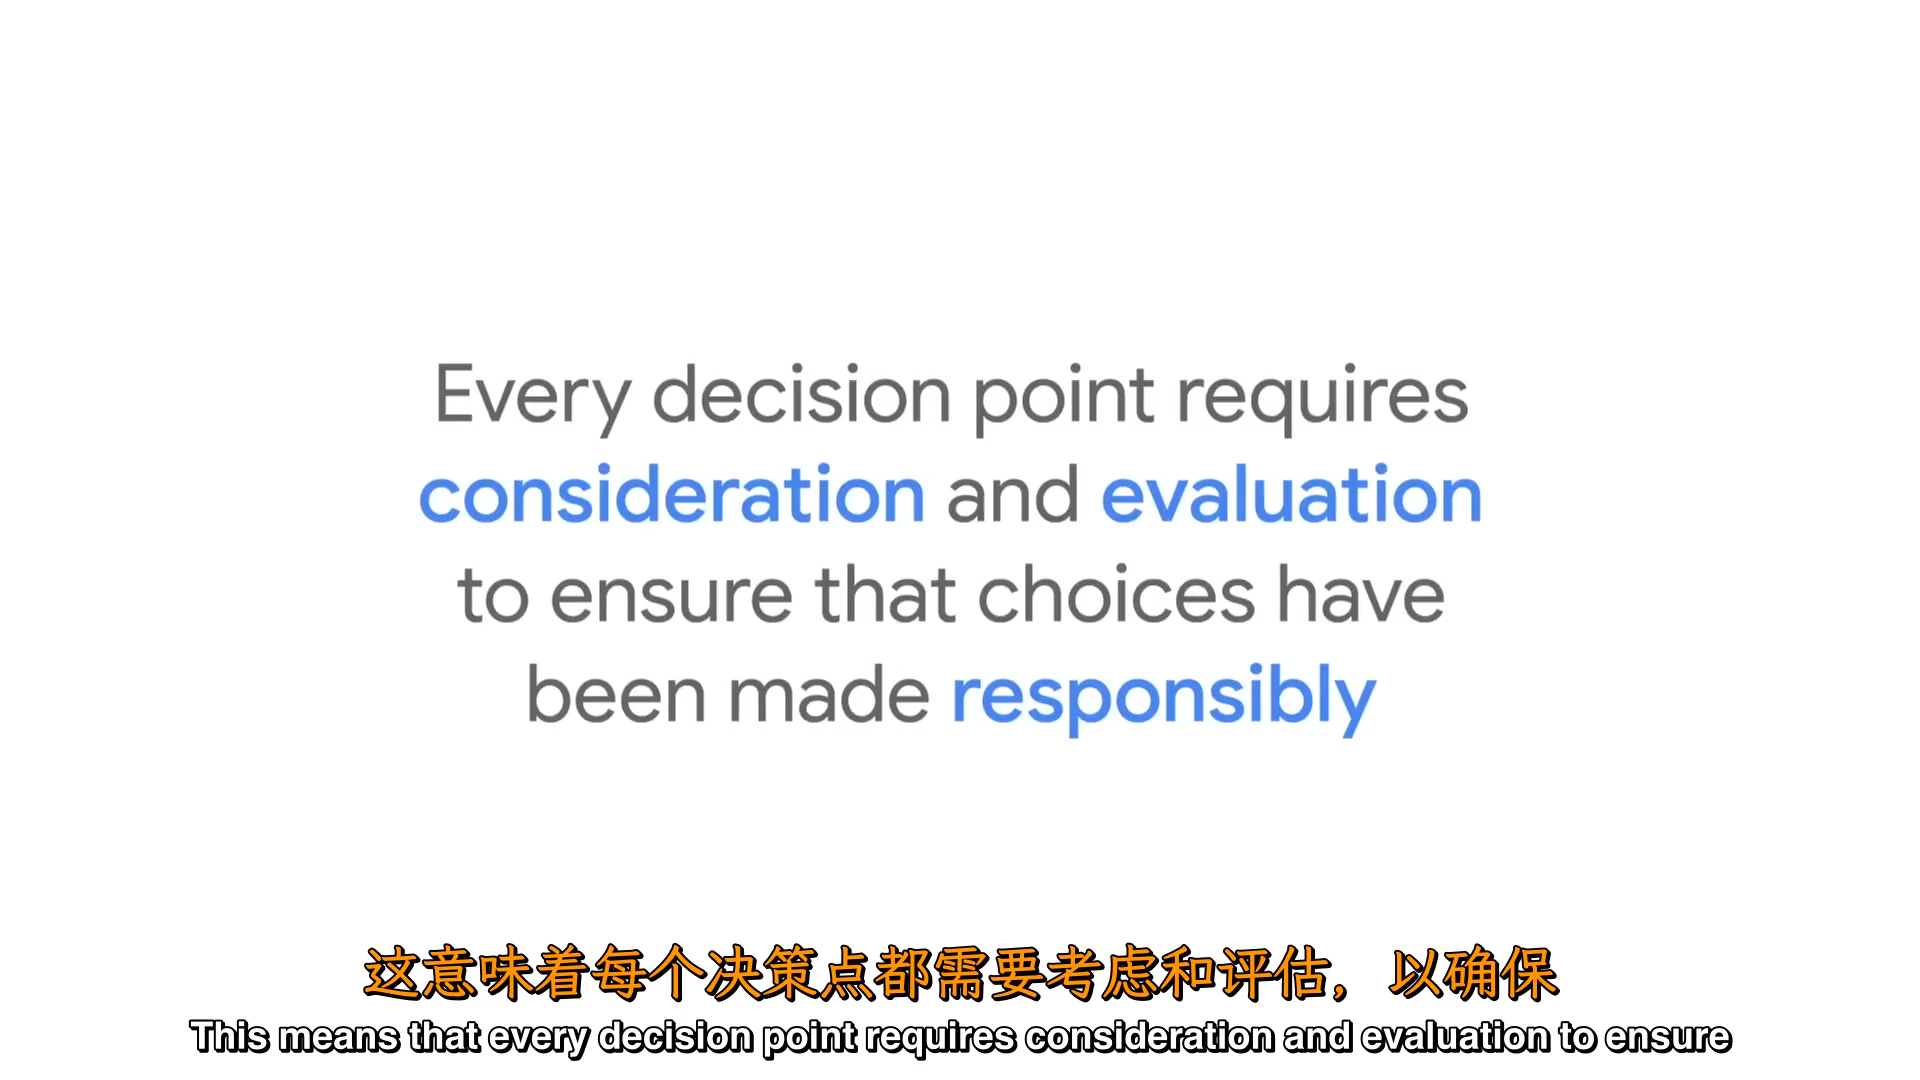 Every decision point requires
consideration and evaluation
to ensure that choices have
been made responsibly
这意味着每个决策点都需要考虑和评估，以确保
This means that every decision point requires consideration and evaluation to ensure